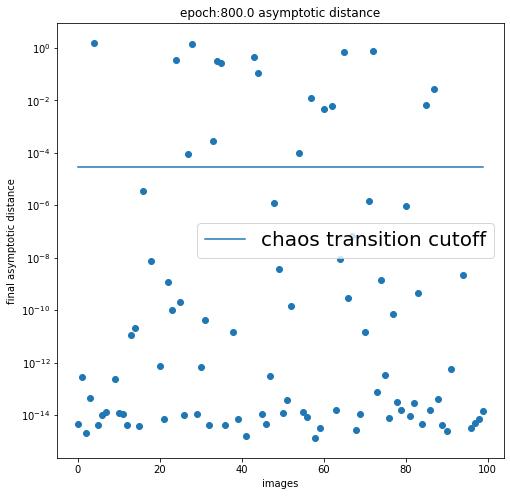 epoch:800.0 asymptotic distance
final asymptotic distance
10^0
10^-2
10^-4
10^-6
10^-8
10^-10
10^-12
10^-14
chaos transition cutoff
0 20 40 60 80 100
images